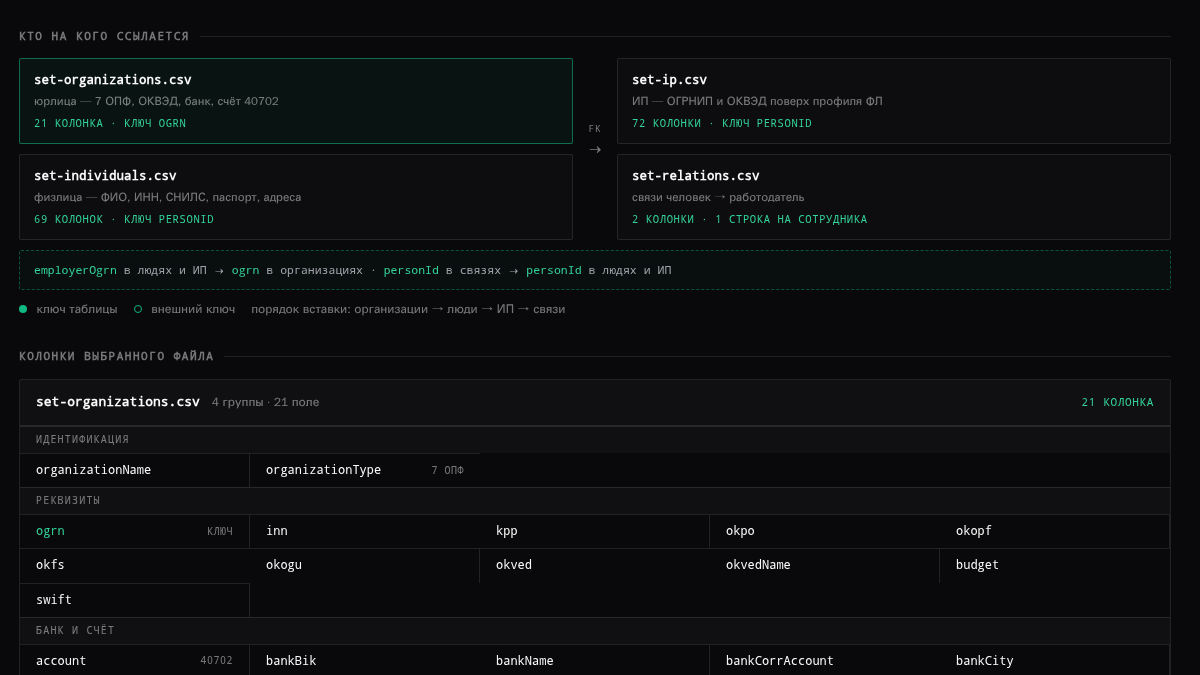 КТО НА КОГО ССЫЛАЕТСЯ
set-organizations.csv
юрлица — 7 ОПФ, ОКВЭД, банк, счёт 40702
21 КОЛОНКА · КЛЮЧ OGRN
set-individuals.csv
физлица — ФИО, ИНН, СНИЛС, паспорт, адреса
69 КОЛОНОК · КЛЮЧ PERSONID
FK
→
set-ip.csv
ИП — ОГРНИП и ОКВЭД поверх профиля ФЛ
72 КОЛОНКИ · КЛЮЧ PERSONID
set-relations.csv
связи человек → работодатель
2 КОЛОНКИ · 1 СТРОКА НА СОТРУДНИКА
employerOgrn в людях и ИП → ogrn в организациях · personId в связях → personId в людях и ИП
ключ таблицы внешний ключ порядок вставки: организации → люди → ИП → связи
КОЛОНКИ ВЫБРАННОГО ФАЙЛА
set-organizations.csv 4 группы · 21 поле 21 КОЛОНКА
ИДЕНТИФИКАЦИЯ
organizationName organizationType 7 ОПФ
РЕКВИЗИТЫ
ogrn КЛЮЧ inn kpp okpo okopf
okfs okogu okved okvedName budget
swift
БАНК И СЧЁТ
account 40702 bankBik bankName bankCorrAccount bankCity